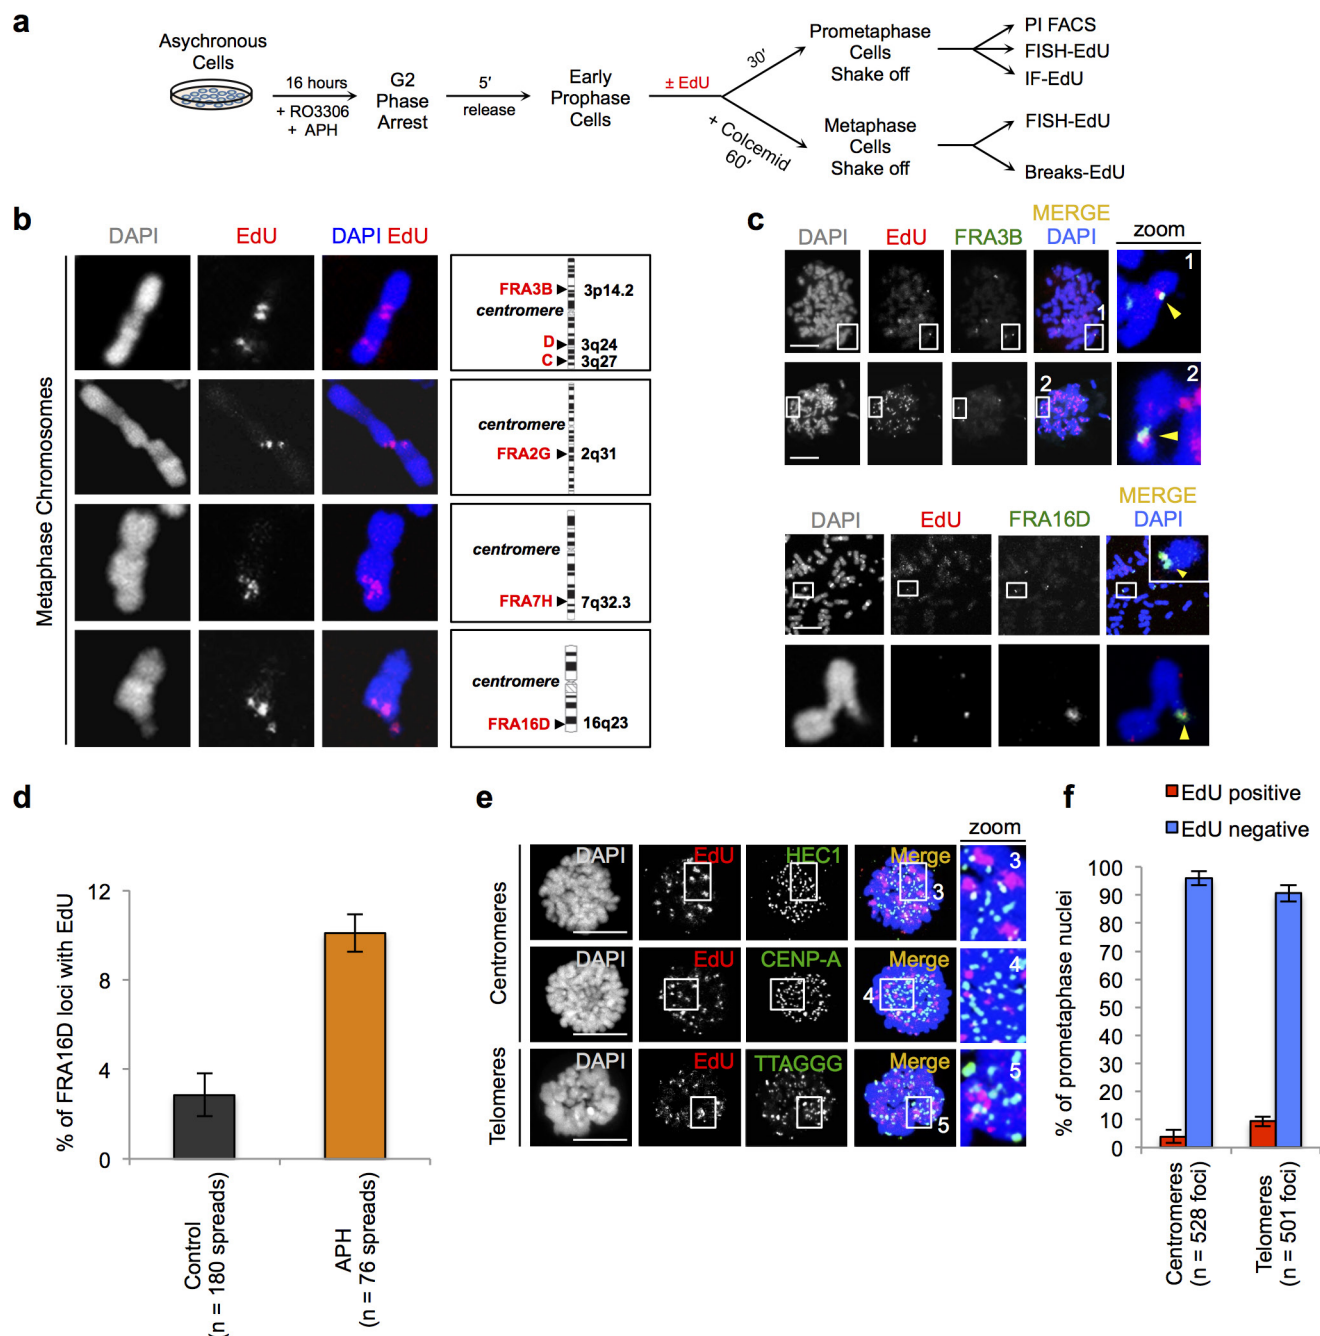 a
Asychronous
Cells
16 hours
+ RO3306
+ APH
G2
Phase
Arrest
5′
release
Early
Prophase
Cells
± EdU
30′
+ Colcemid
60′
Prometaphase
Cells
Shake off
PI FACS
FISH-EdU
IF-EdU
Metaphase
Cells
Shake off
FISH-EdU
Breaks-EdU
b
DAPI EdU DAPI EdU
Metaphase Chromosomes
FRA3B 3p14.2
centromere
D 3q24
C 3q27
centromere
FRA2G 2q31
centromere
FRA7H 7q32.3
centromere
FRA16D 16q23
c
MERGE
DAPI EdU FRA3B DAPI zoom
1 1
2 2
MERGE
DAPI EdU FRA16D DAPI
d
% of FRA16D loci with EdU
12
8
4
0
Control
(n = 180 spreads)
APH
(n = 76 spreads)
e
zoom
Centromeres
DAPI EdU HEC1 Merge
3 3
DAPI EdU CENP-A Merge
4 4
Telomeres
DAPI EdU TTAGGG Merge
5 5
f
EdU positive
EdU negative
% of prometaphase nuclei
100
90
80
70
60
50
40
30
20
10
0
Centromeres
(n = 528 foci)
Telomeres
(n = 501 foci)